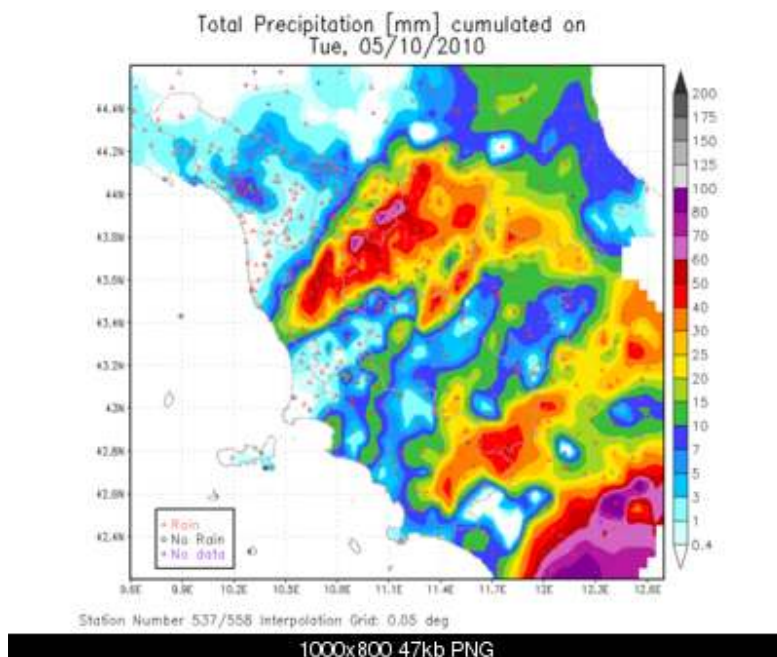 Total Precipitation [mm] cumulated on
Tue, 05/10/2010
44.4N
44.2N
44N
43.8N
43.6N
43.4N
43.2N
43N
42.8N
42.6N
42.4N
9.6E 9.9E 10.2E 10.5E 10.8E 11.1E 11.4E 11.7E 12E 12.3E 12.6E
200
175
150
125
100
80
70
60
50
40
30
25
20
15
10
7
5
3
1
0.4
Rain
No Rain
No data
Station Number 537/558 Interpolation Grid: 0.05 deg
1000x800 47kb PNG